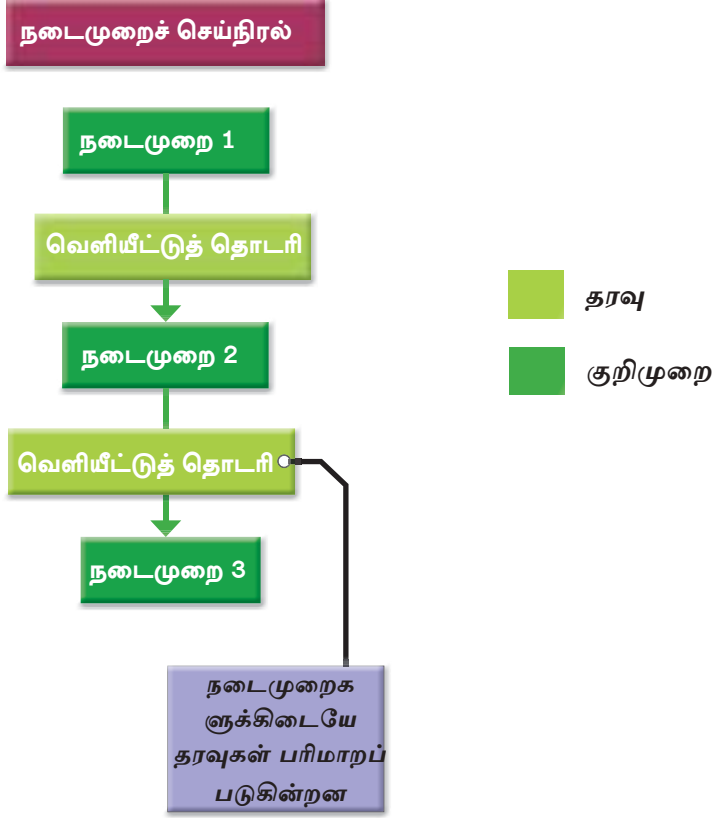 நடைமுறைச் செய்நிரல்
நடைமுறை 1
வெளியீட்டுத் தொடரி
நடைமுறை 2
வெளியீட்டுத் தொடரி
நடைமுறை 3
நடைமுறைக
ளுக்கிடையே
தரவுகள் பரிமாறப்
படுகின்றன
தரவு
குறிமுறை